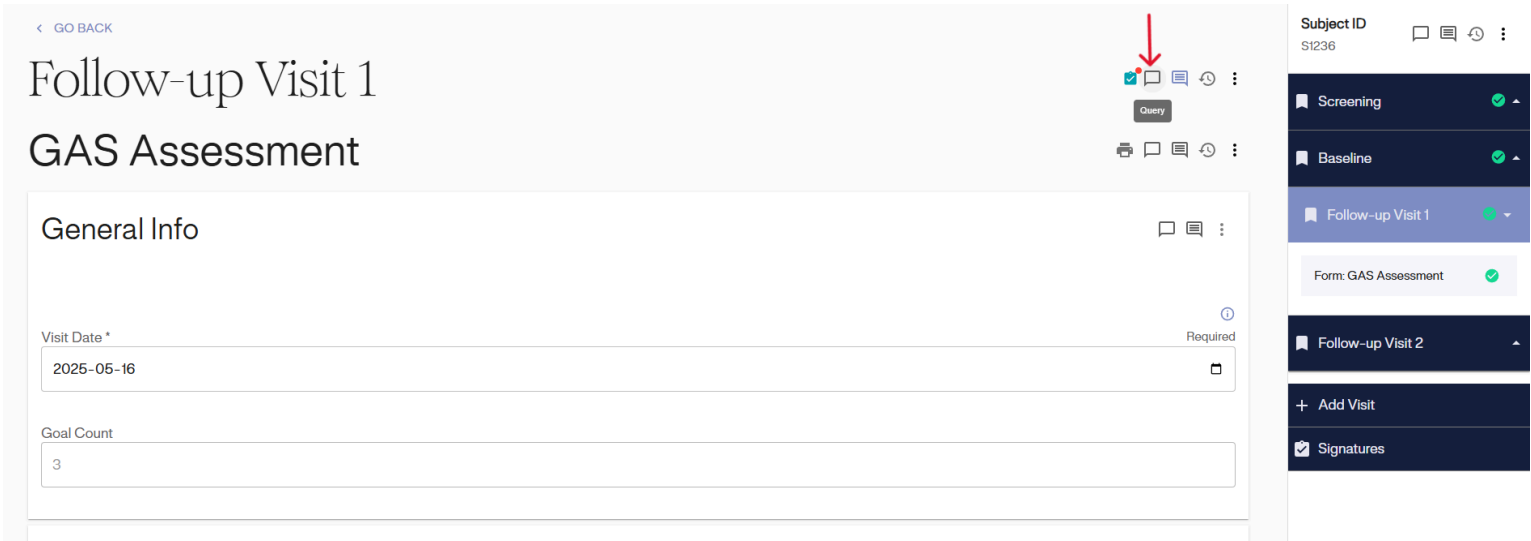 GO BACK
Follow-up Visit 1
Query
GAS Assessment
General Info
Visit Date *
Required
2025-05-16
Goal Count
3
Subject ID
S1236
Screening
Baseline
Follow-up Visit 1
Form: GAS Assessment
Follow-up Visit 2
Add Visit
Signatures